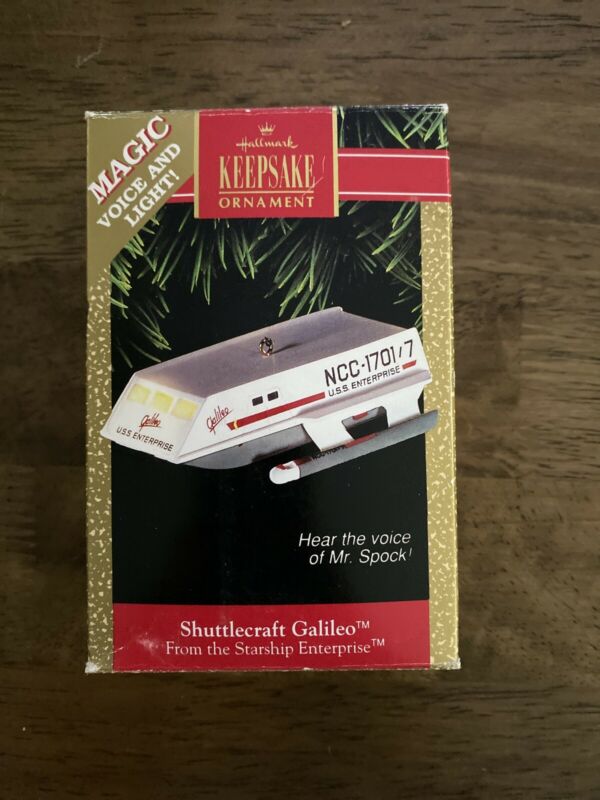 MAGIC
VOICE AND
LIGHT!
Hallmark
KEEPSAKE
ORNAMENT
NCC-1701/7
U.S.S. ENTERPRISE
Galileo
Galileo
U.S.S. ENTERPRISE
Hear the voice
of Mr. Spock!
Shuttlecraft Galileo™
From the Starship Enterprise™